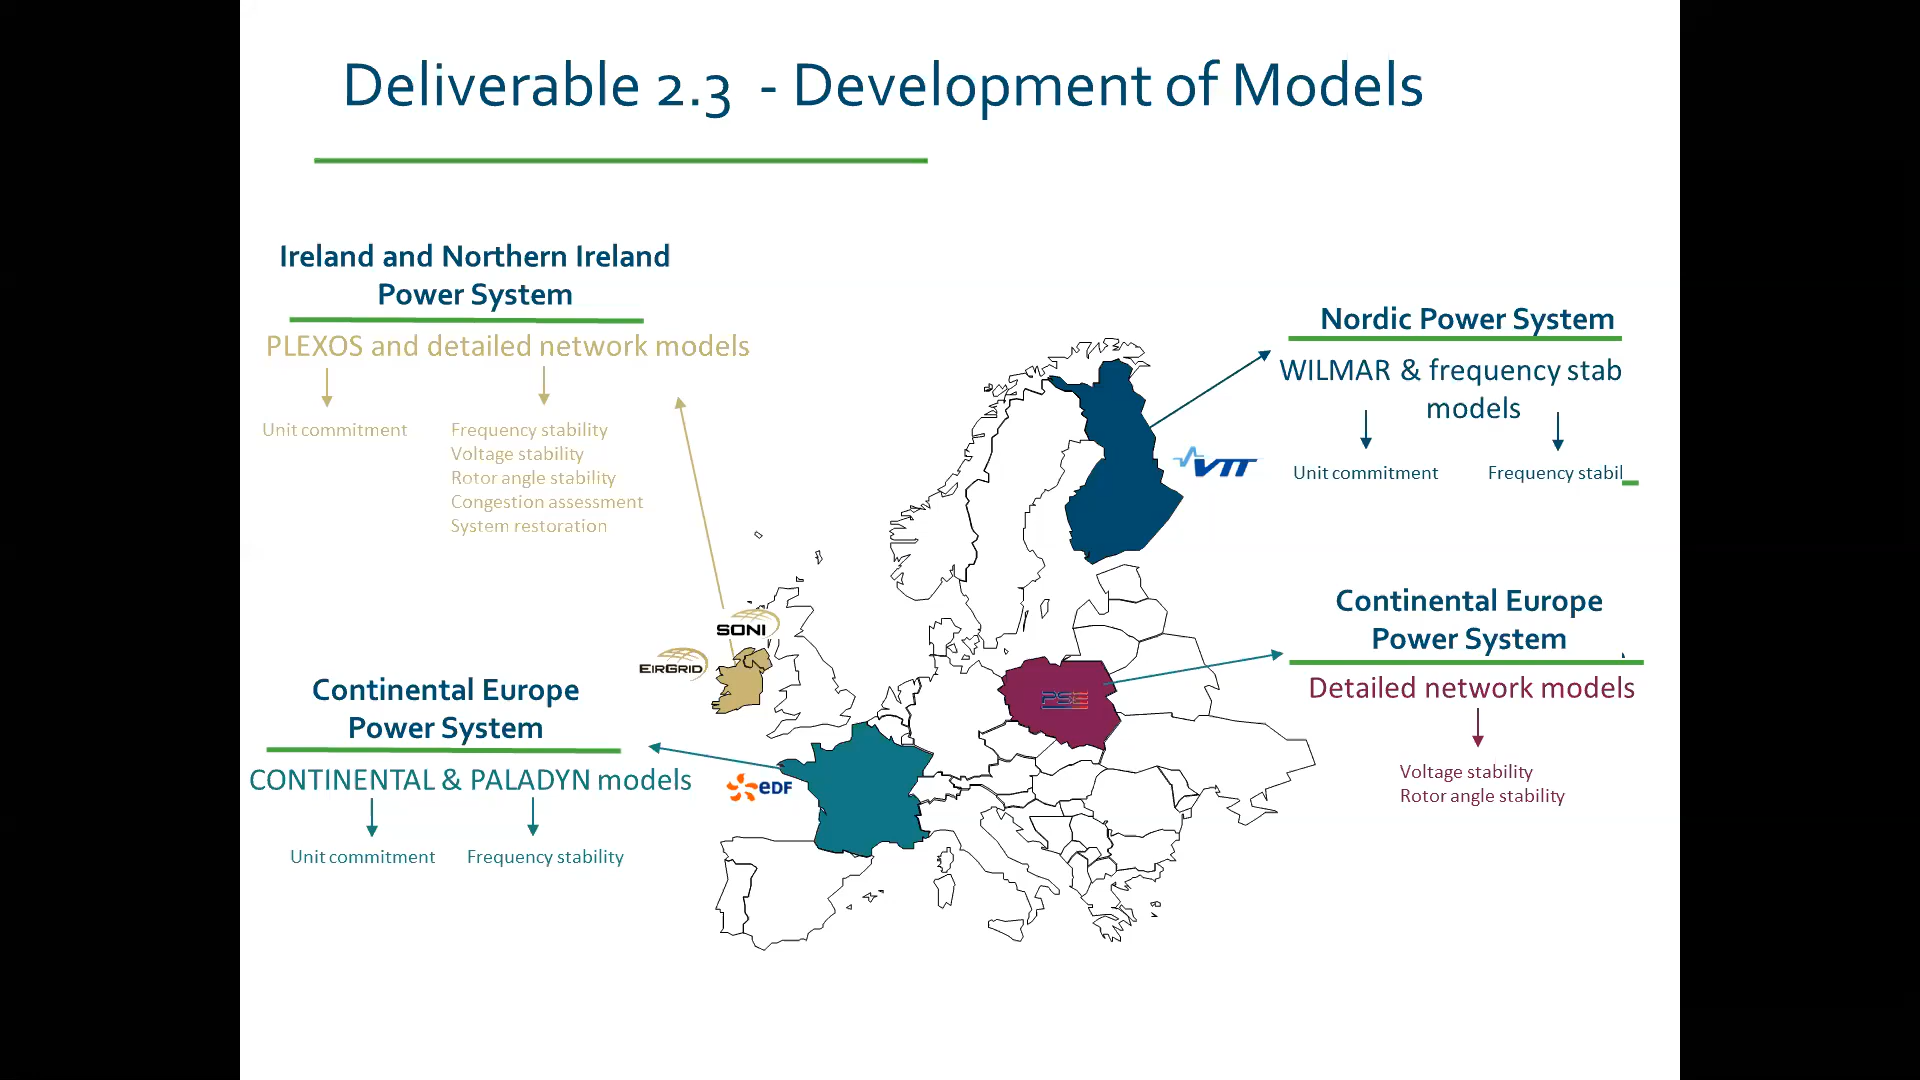 Deliverable 2.3 - Development of Models
Ireland and Northern Ireland
Power System
PLEXOS and detailed network models
Unit commitment
Frequency stability
Voltage stability
Rotor angle stability
Congestion assessment
System restoration
Nordic Power System
WILMAR & frequency stab
models
Unit commitment
Frequency stabil
VTT
SONI
EIRGRID
Continental Europe
Power System
CONTINENTAL & PALADYN models
Unit commitment
Frequency stability
eDF
PSE
Continental Europe
Power System
Detailed network models
Voltage stability
Rotor angle stability